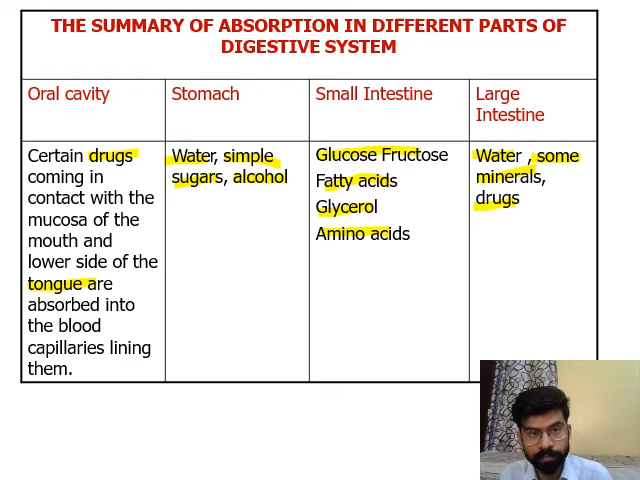 THE SUMMARY OF ABSORPTION IN DIFFERENT PARTS OF
DIGESTIVE SYSTEM
Oral cavity
Stomach
Small Intestine
Large
Intestine
Certain drugs
coming in
contact with the
mucosa of the
mouth and
lower side of the
tongue are
absorbed into
the blood
capillaries lining
them.
Water, simple
sugars, alcohol
Glucose Fructose
Fatty acids
Glycerol
Amino acids
Water , some
minerals,
drugs